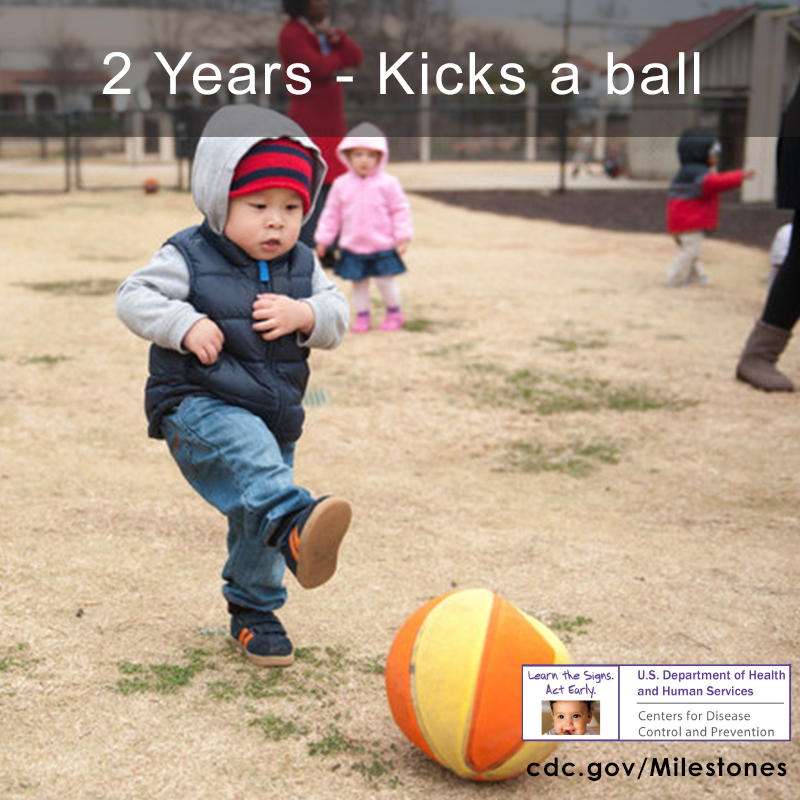 2 Years - Kicks a ball
Learn the Signs.
Act Early.
U.S. Department of Health
and Human Services
Centers for Disease
Control and Prevention
cdc.gov/Milestones